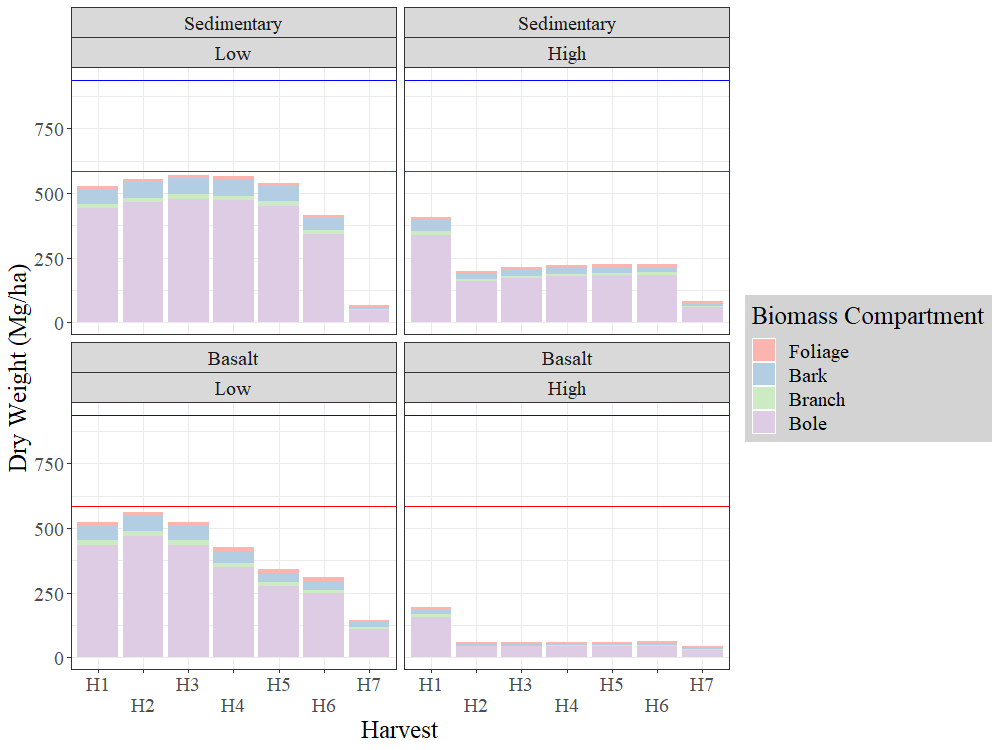 Sedimentary
Sedimentary
Low
High
750
500
250
0
Basalt
Basalt
Low
High
750
500
250
0
Dry Weight (Mg/ha)
H1
H2
H3
H4
H5
H6
H7
H1
H2
H3
H4
H5
H6
H7
Harvest
Biomass Compartment
Foliage
Bark
Branch
Bole